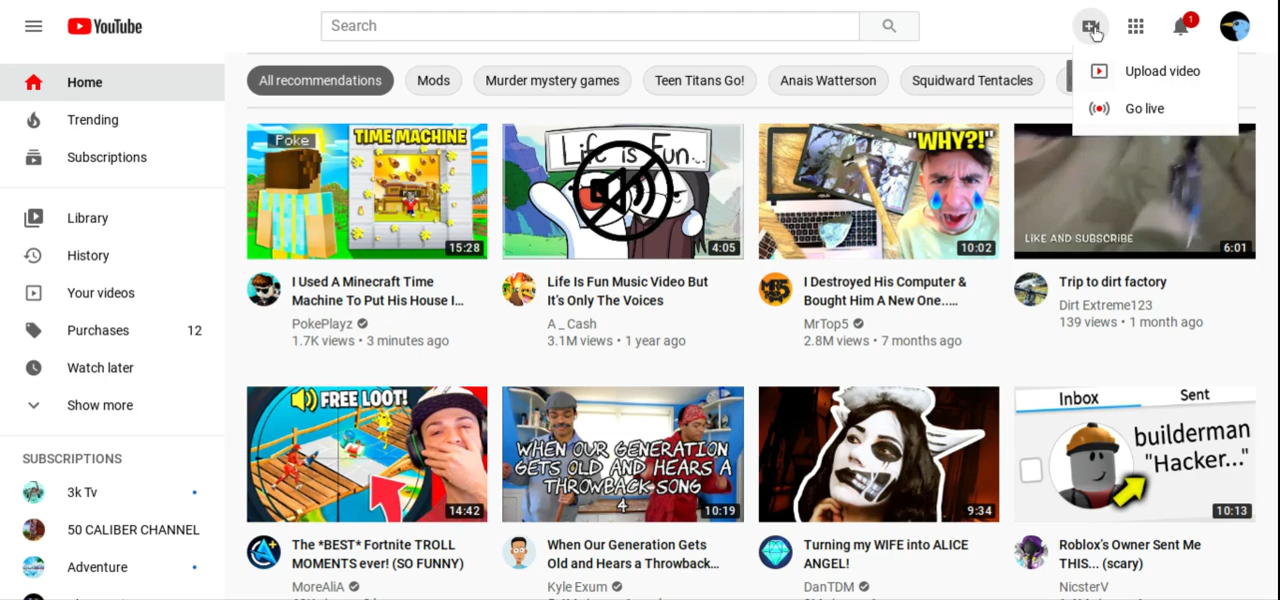 YouTube
Search
1
Upload video
Go live
Home
Trending
Subscriptions
Library
History
Your videos
Purchases 12
Watch later
Show more
SUBSCRIPTIONS
3k Tv
50 CALIBER CHANNEL
Adventure
All recommendations
Mods
Murder mystery games
Teen Titans Go!
Anais Watterson
Squidward Tentacles
Poke
TIME MACHINE
15:28
I Used A Minecraft Time
Machine To Put His House I...
PokePlayz
1.7K views • 3 minutes ago
Life is Fun..
4:05
Life Is Fun Music Video But
It's Only The Voices
A _ Cash
3.1M views • 1 year ago
"WHY?!"
10:02
I Destroyed His Computer &
Bought Him A New One.....
MrTop5
2.8M views • 7 months ago
LIKE AND SUBSCRIBE
6:01
Trip to dirt factory
Dirt Extreme123
139 views • 1 month ago
FREE LOOT!
14:42
The *BEST* Fortnite TROLL
MOMENTS ever! (SO FUNNY)
MoreAliA
WHEN OUR GENERATION
GETS OLD AND HEARS A
THROWBACK SONG
4
10:19
When Our Generation Gets
Old and Hears a Throwback...
Kyle Exum
9:34
Turning my WIFE into ALICE
ANGEL!
DanTDM
Inbox
Sent
builderman
"Hacker..."
10:13
Roblox's Owner Sent Me
THIS... (scary)
NicsterV